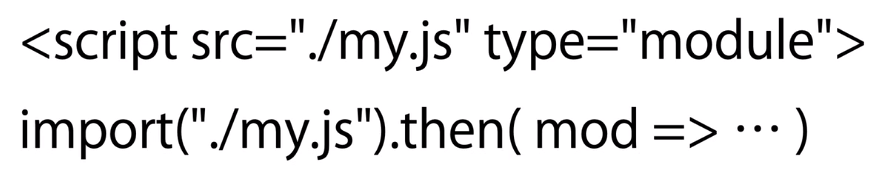 <script src="./my.js" type="module">
import("./my.js").then( mod => ⋯ )